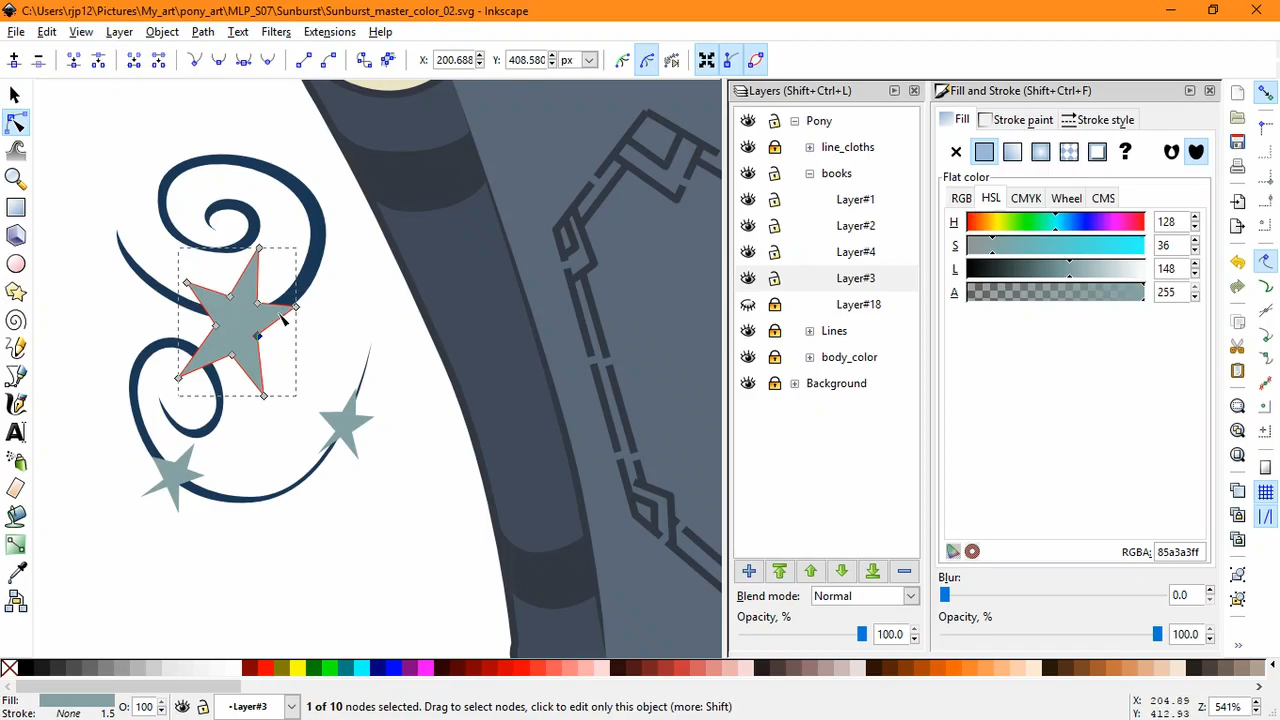 C:\Users\rjp12\Pictures\My_art\pony_art\MLP_S07\Sunburst\Sunburst_master_color_02.svg - Inkscape
File Edit View Layer Object Path Text Filters Extensions Help
X: 200.688 Y: 408.580 px
Layers (Shift+Ctrl+L)
Pony
line_cloths
books
Layer#1
Layer#2
Layer#4
Layer#3
Layer#18
Lines
body_color
Background
Blend mode: Normal
Opacity, %
100.0
Fill and Stroke (Shift+Ctrl+F)
Fill Stroke paint Stroke style
?
Flat color
RGB HSL CMYK Wheel CMS
H 128
S 36
L 148
A 255
RGBA: 85a3a3ff
Blur:
0.0
Opacity, %
100.0
Fill:
Stroke: None 1.5
O: 100
-Layer#3
1 of 10 nodes selected. Drag to select nodes, click to edit only this object (more: Shift)
X: 204.89
Y: 412.53
Z: 541%